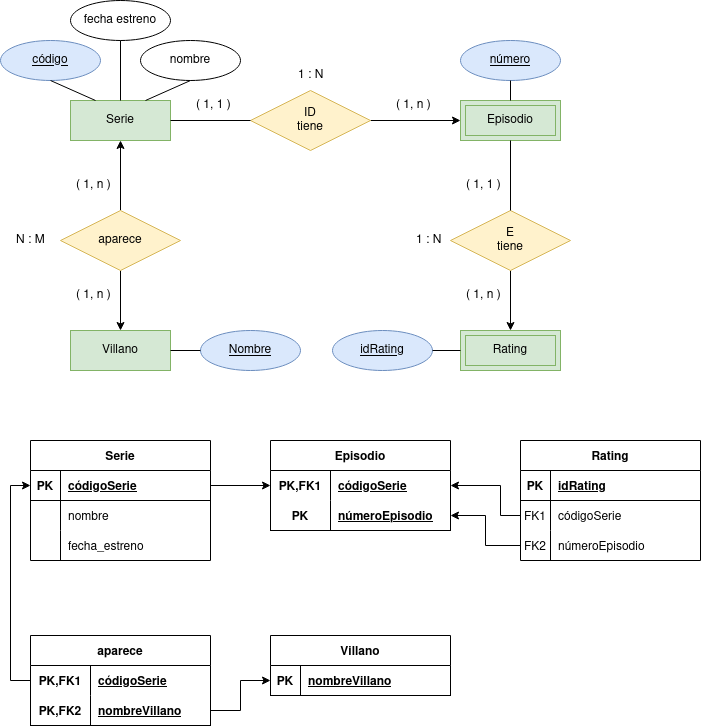 fecha estreno
código
nombre
número
1 : N
( 1, 1 )
( 1, n )
Serie
ID
tiene
Episodio
( 1, n )
( 1, 1 )
N : M
aparece
1 : N
E
tiene
( 1, n )
( 1, n )
Villano
Nombre
idRating
Rating
Serie
PK códigoSerie
nombre
fecha_estreno
Episodio
PK,FK1 códigoSerie
PK númeroEpisodio
Rating
PK idRating
FK1 códigoSerie
FK2 númeroEpisodio
aparece
PK,FK1 códigoSerie
PK,FK2 nombreVillano
Villano
PK nombreVillano